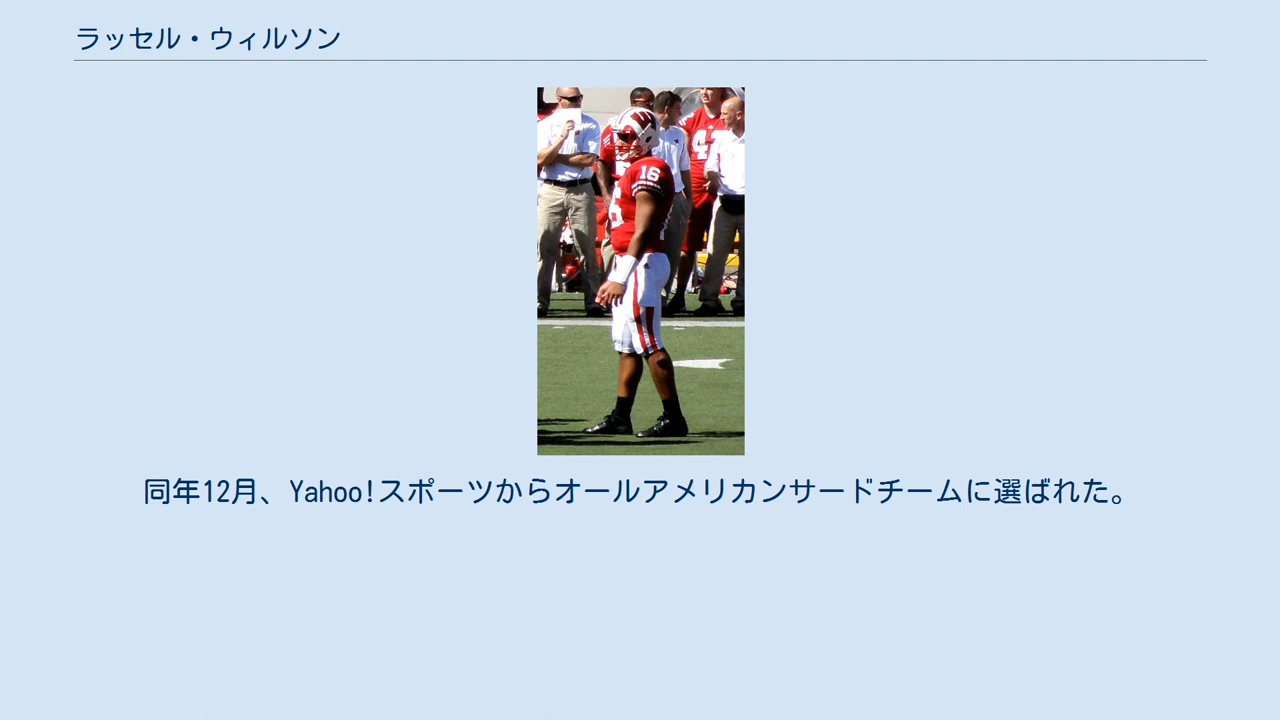 ラッセル・ウィルソン
16
42
同年12月、Yahoo!スポーツからオールアメリカンサードチームに選ばれた。